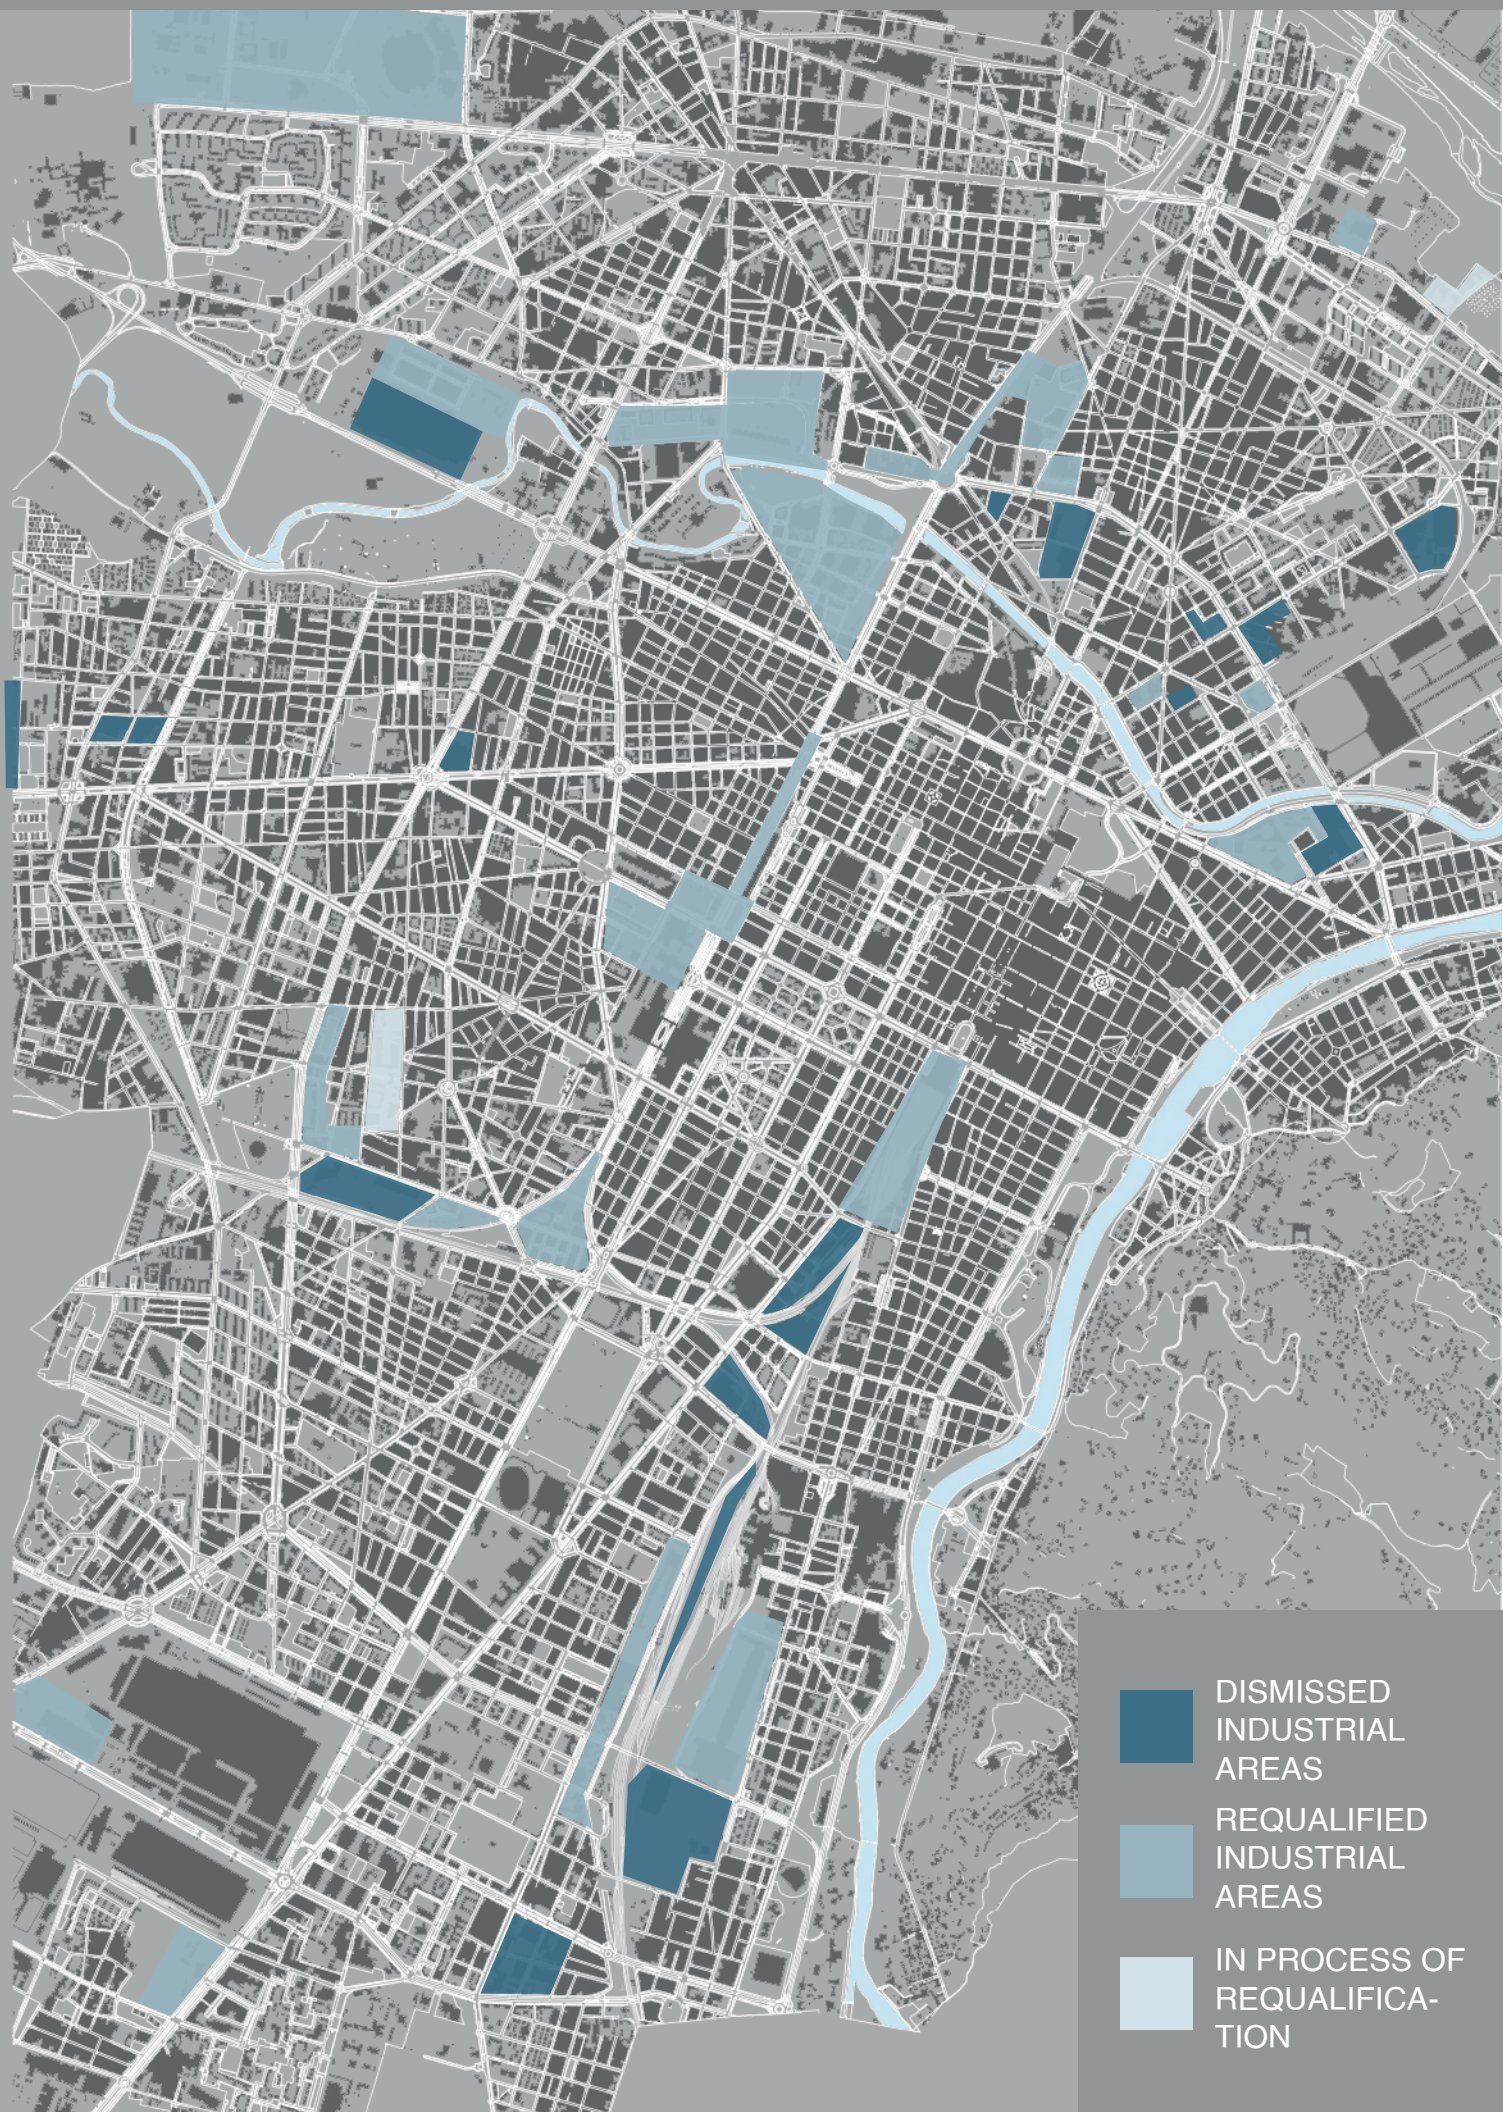 DISMISSED
INDUSTRIAL
AREAS
REQUALIFIED
INDUSTRIAL
AREAS
IN PROCESS OF
REQUALIFICA-
TION